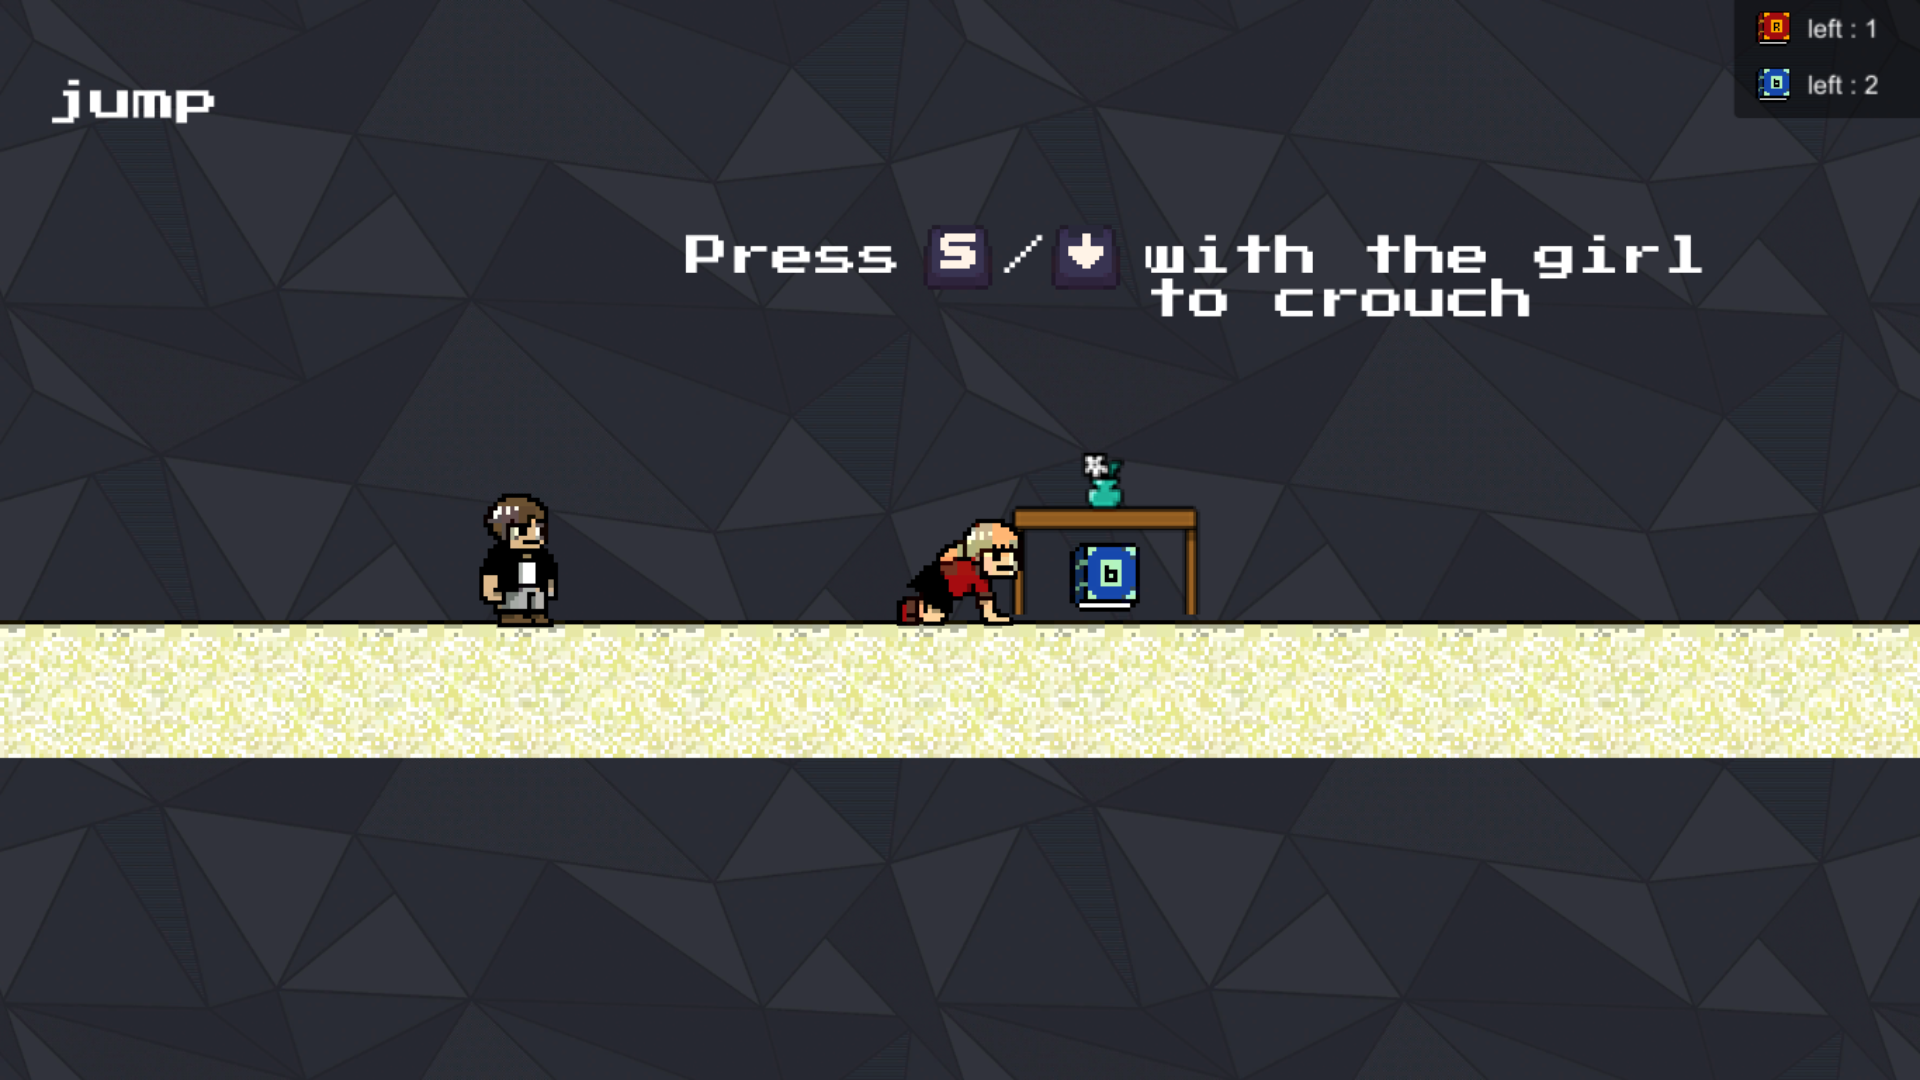 R left : 1
b left : 2
jump
Press S/↓ with the girl
to crouch
b